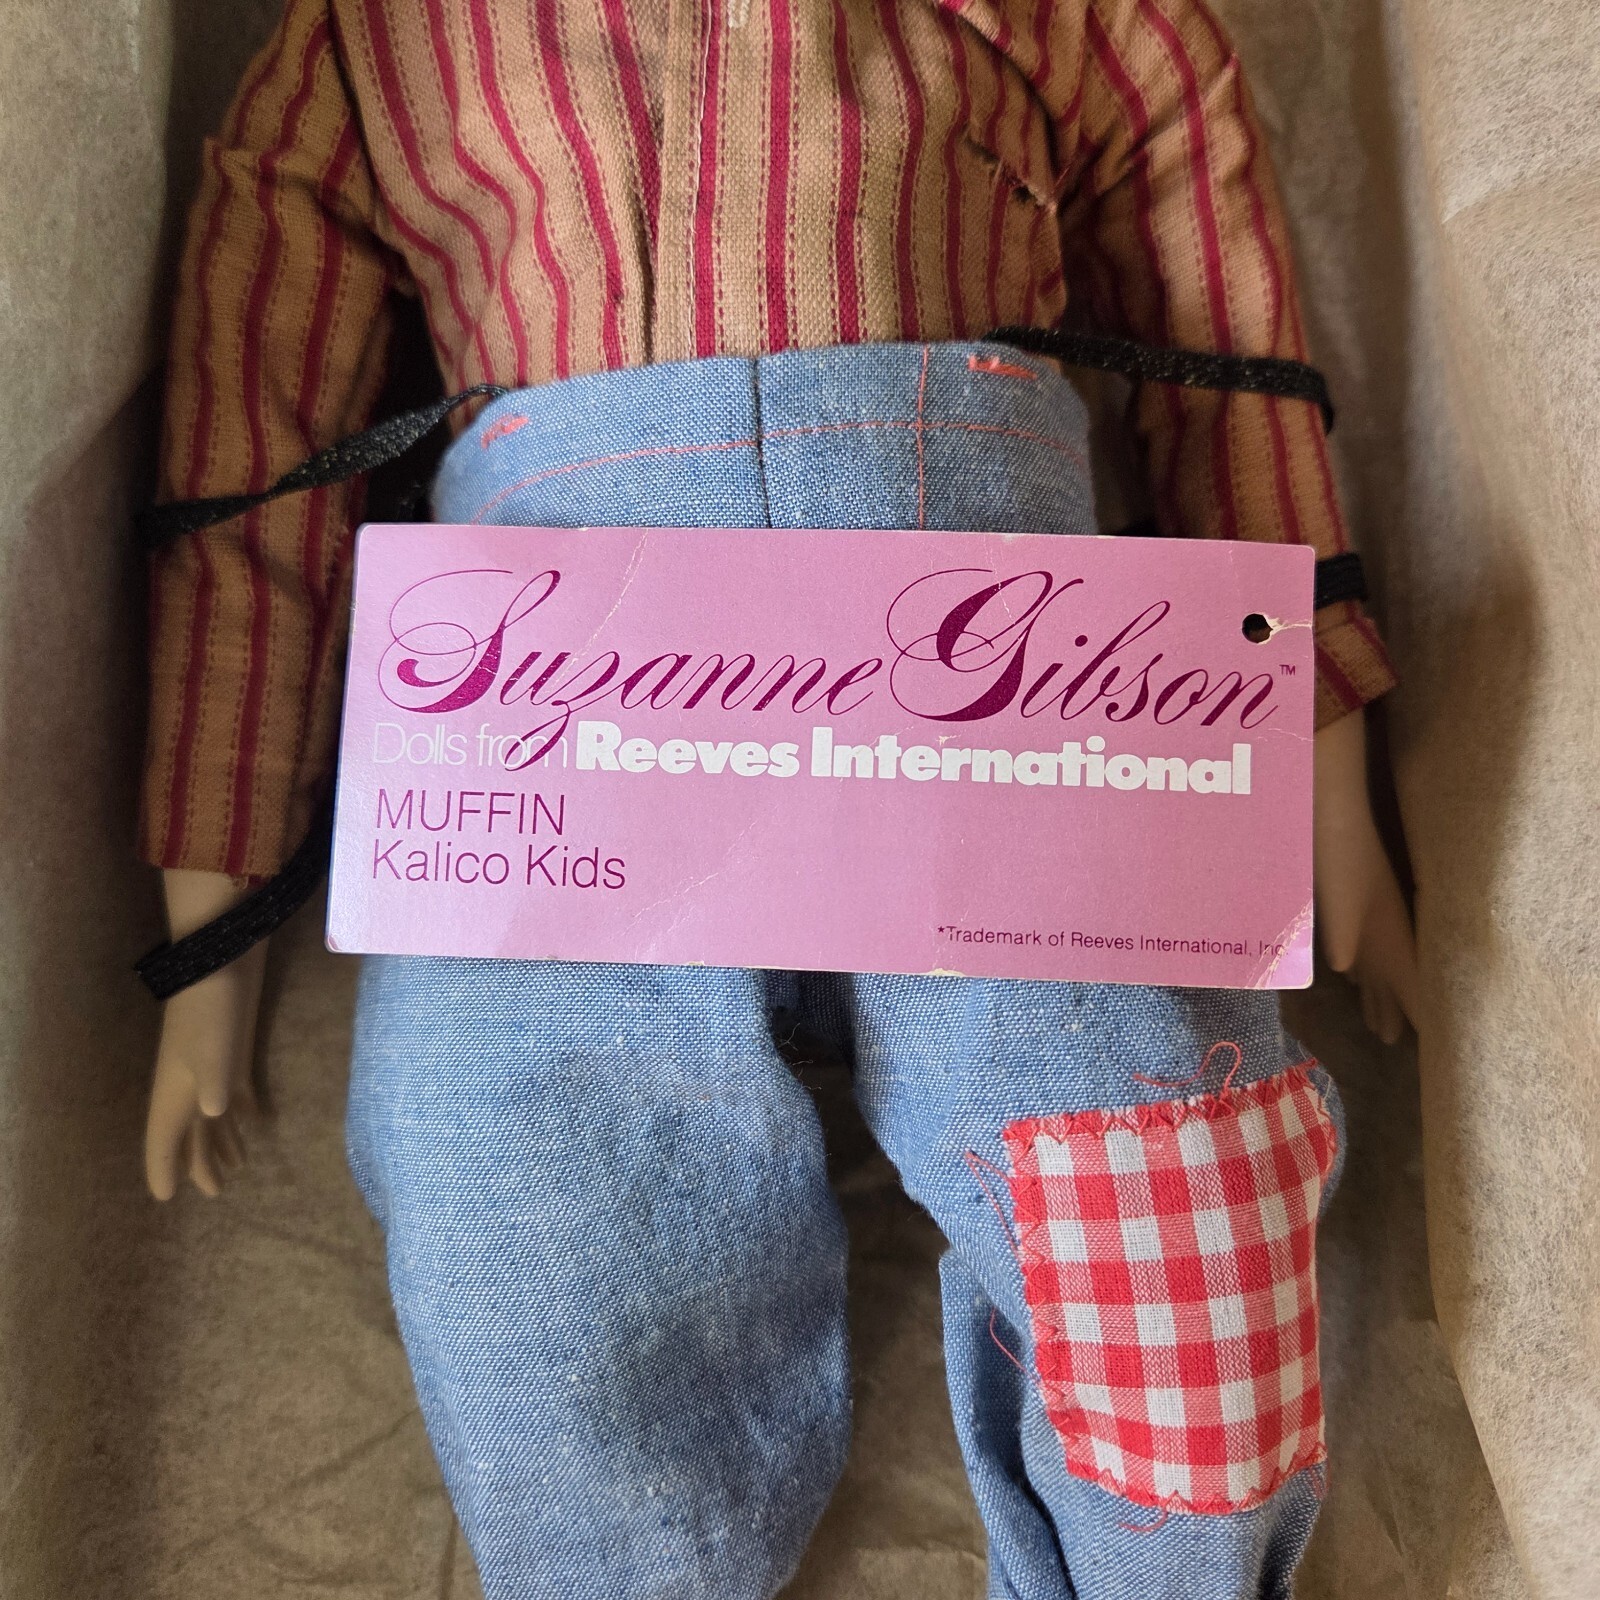 Suzanne Gibson™
Dolls from Reeves International
MUFFIN
Kalico Kids
*Trademark of Reeves International, Inc.